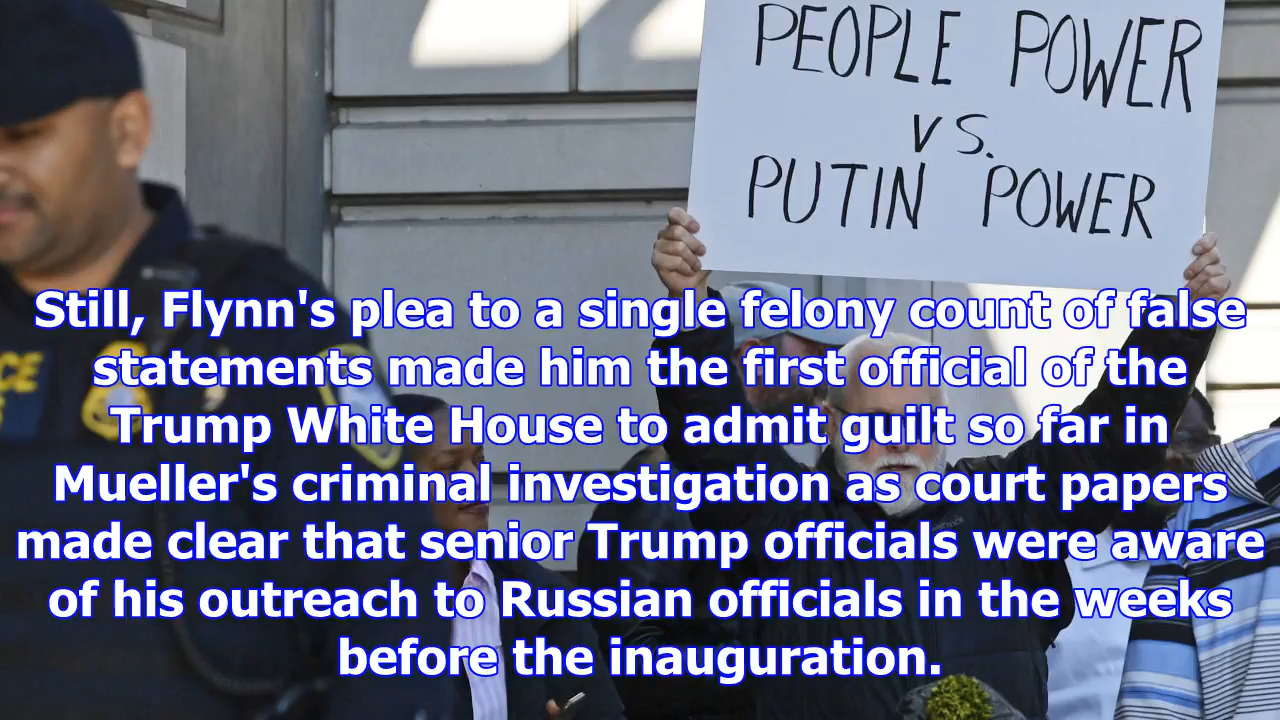 PEOPLE POWER
VS.
PUTIN POWER
Still, Flynn's plea to a single felony count of false
statements made him the first official of the
Trump White House to admit guilt so far in
Mueller's criminal investigation as court papers
made clear that senior Trump officials were aware
of his outreach to Russian officials in the weeks
before the inauguration.